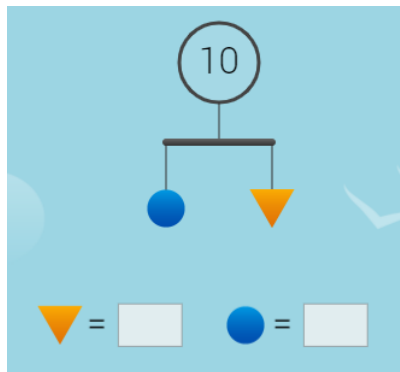 10
= =